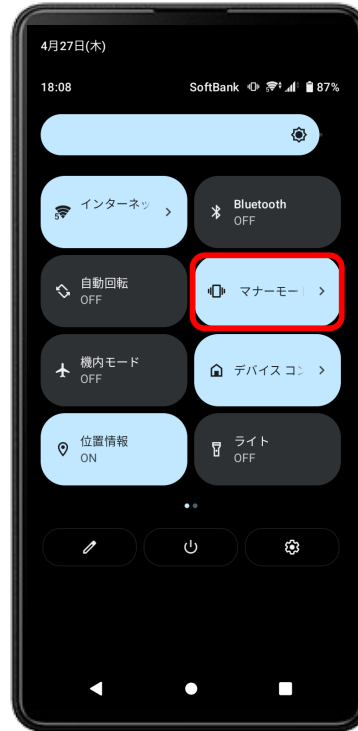 4月27日(木)
18:08
SoftBank 87%
インターネッ
Bluetooth
OFF
自動回転
OFF
マナーモー
機内モード
OFF
デバイス コ
位置情報
ON
ライト
OFF